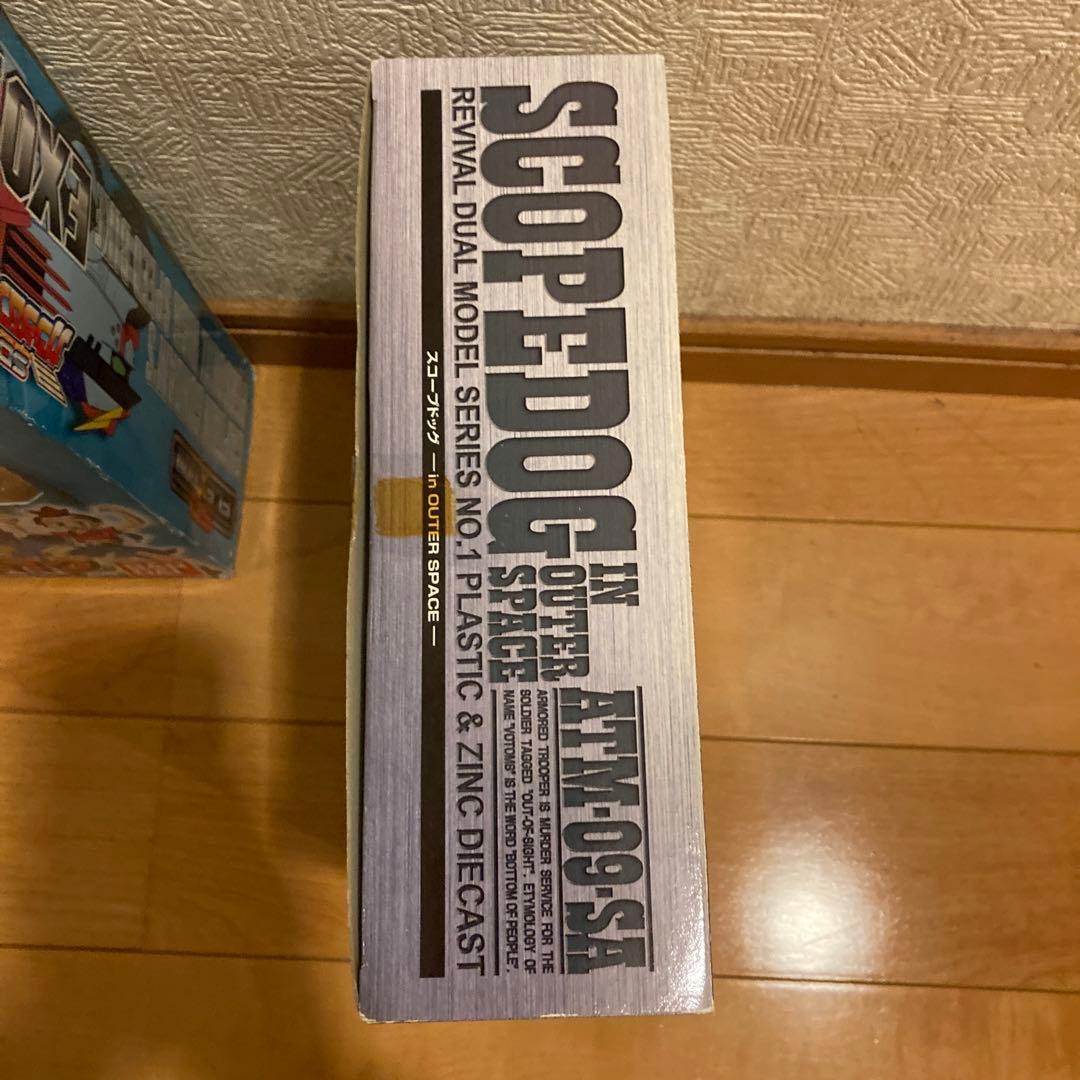 SCOPEDOG
IN
OUTER
SPACE
ATM-09-SA
ARMORED TROOPER IS MURDER SERVICE FOR THE
SOLDIER TAGGED "OUT-OF-SIGHT". ETYMOLOGY OF
NAME "VOTOMS" IS THE WORD "BOTTOM OF PEOPLE".
REVIVAL DUAL MODEL SERIES NO.1 PLASTIC & ZINC DIECAST
スコープドッグ ー in OUTER SPACE ー